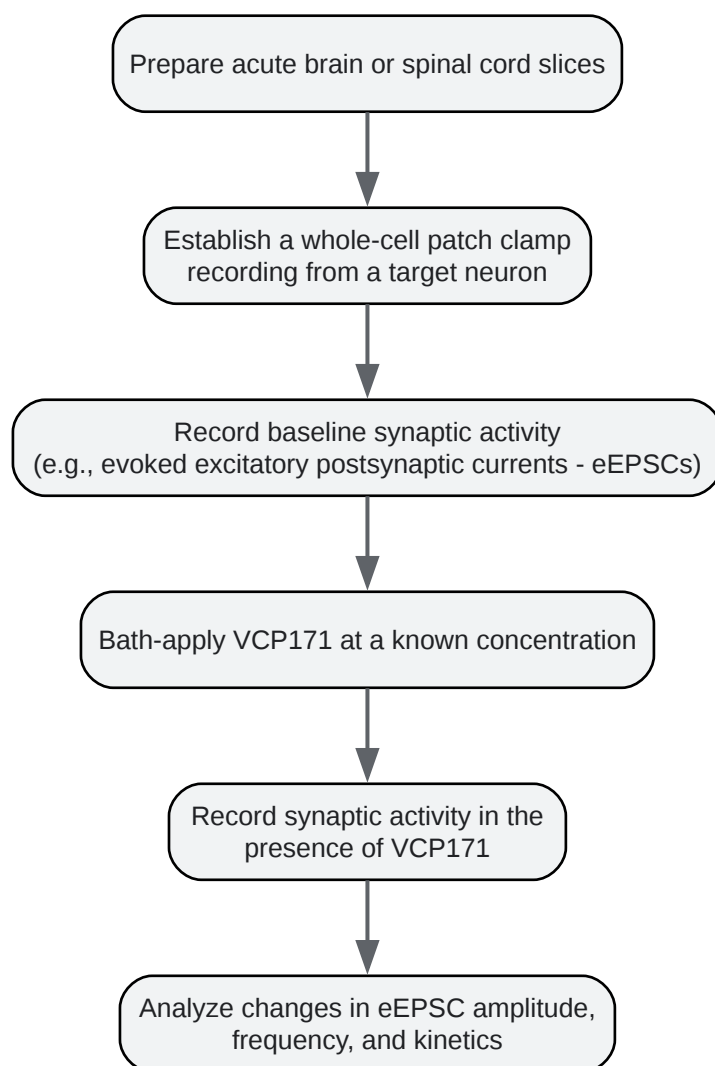 Prepare acute brain or spinal cord slices
Establish a whole-cell patch clamp
recording from a target neuron
Record baseline synaptic activity
(e.g., evoked excitatory postsynaptic currents - eEPSCs)
Bath-apply VCP171 at a known concentration
Record synaptic activity in the
presence of VCP171
Analyze changes in eEPSC amplitude,
frequency, and kinetics